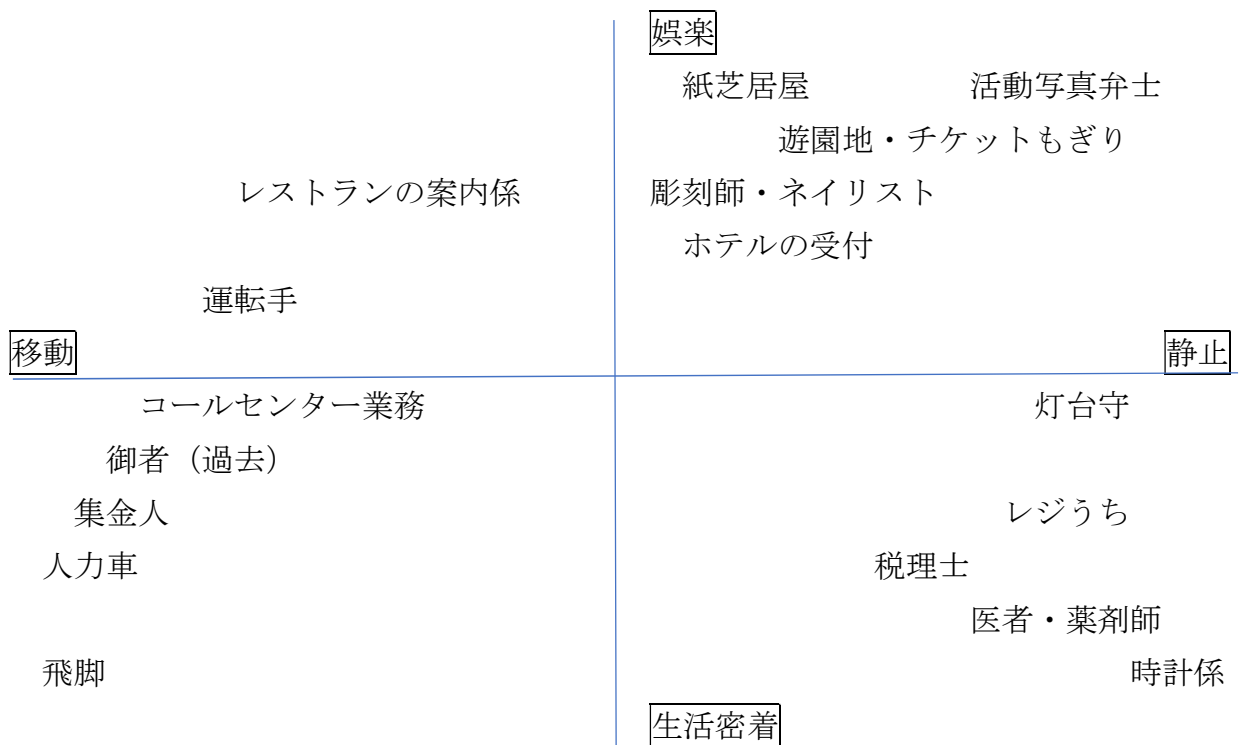 娯楽
紙芝居屋 活動写真弁士
遊園地・チケットもぎり
レストランの案内係 彫刻師・ネイリスト
ホテルの受付
運転手
移動 静止
コールセンター業務 灯台守
御者（過去）
集金人 レジうち
人力車 税理士
医者・薬剤師
飛脚 時計係
生活密着